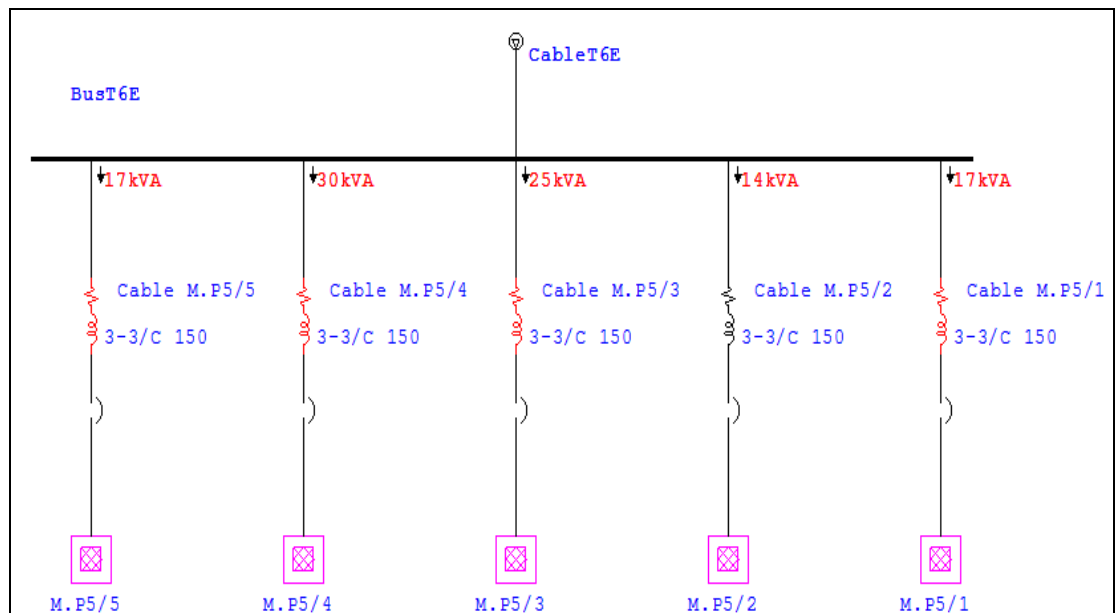 CableT6E
BusT6E
17kVA 30kVA 25kVA 14kVA 17kVA
Cable M.P5/5 Cable M.P5/4 Cable M.P5/3 Cable M.P5/2 Cable M.P5/1
3-3/C 150 3-3/C 150 3-3/C 150 3-3/C 150 3-3/C 150
M.P5/5 M.P5/4 M.P5/3 M.P5/2 M.P5/1